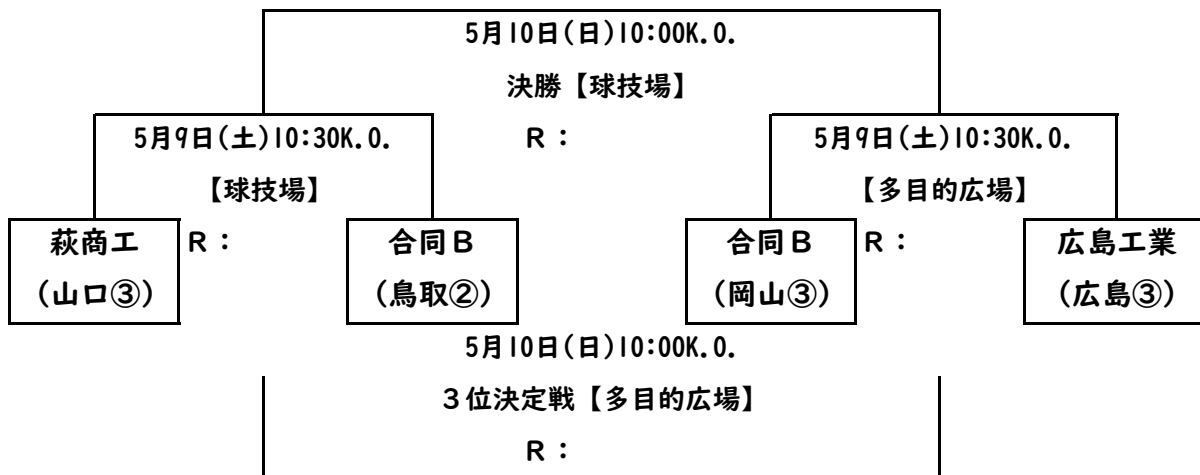 5月10日(日)10:00K.O.
決勝【球技場】
5月9日(土)10:30K.O. R： 5月9日(土)10:30K.O.
【球技場】 【多目的広場】
萩商工 R： 合同B 合同B R： 広島工業
(山口③) (鳥取②) (岡山③) (広島③)
5月10日(日)10:00K.O.
３位決定戦【多目的広場】
R：